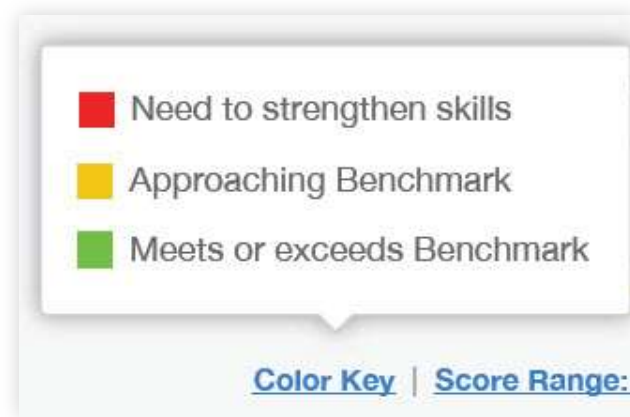 Need to strengthen skills
Approaching Benchmark
Meets or exceeds Benchmark
Color Key | Score Range: